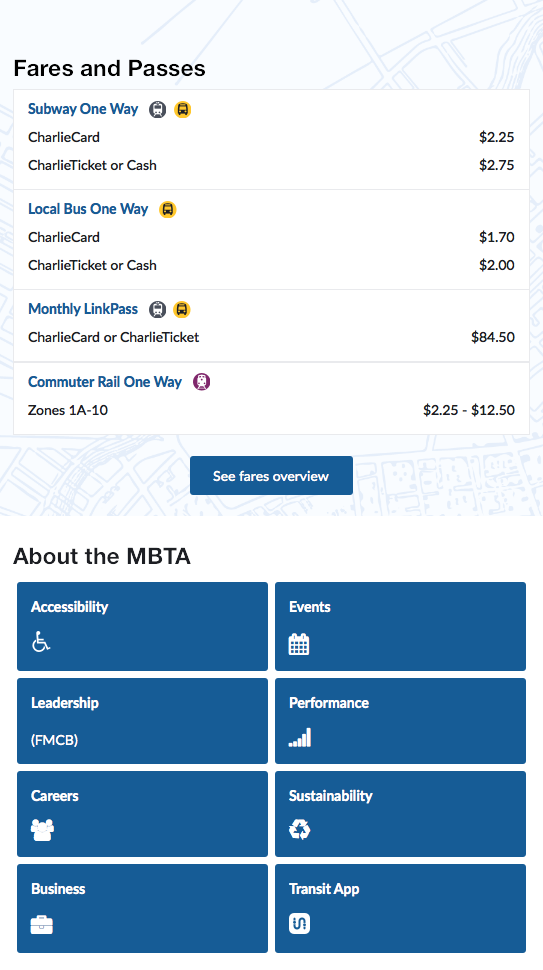 Fares and Passes
Subway One Way
CharlieCard $2.25
CharlieTicket or Cash $2.75
Local Bus One Way
CharlieCard $1.70
CharlieTicket or Cash $2.00
Monthly LinkPass
CharlieCard or CharlieTicket $84.50
Commuter Rail One Way
Zones 1A-10 $2.25 - $12.50
See fares overview
About the MBTA
Accessibility
Events
Leadership
(FMCB)
Performance
Careers
Sustainability
Business
Transit App